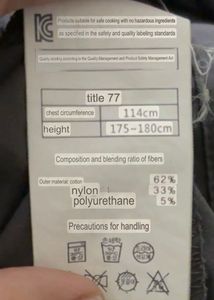 Products suitable for safe cooking with no hazardous ingredients
as specified in the safety and quality labeling standards
Quality labeling according to the Quality Management and Product Safety Management Act
title 77
chest circumference 114cm
height 175-180cm
Composition and blending ratio of fibers
Outer material: cotton 62%
nylon 33%
polyurethane 5%
Precautions for handling